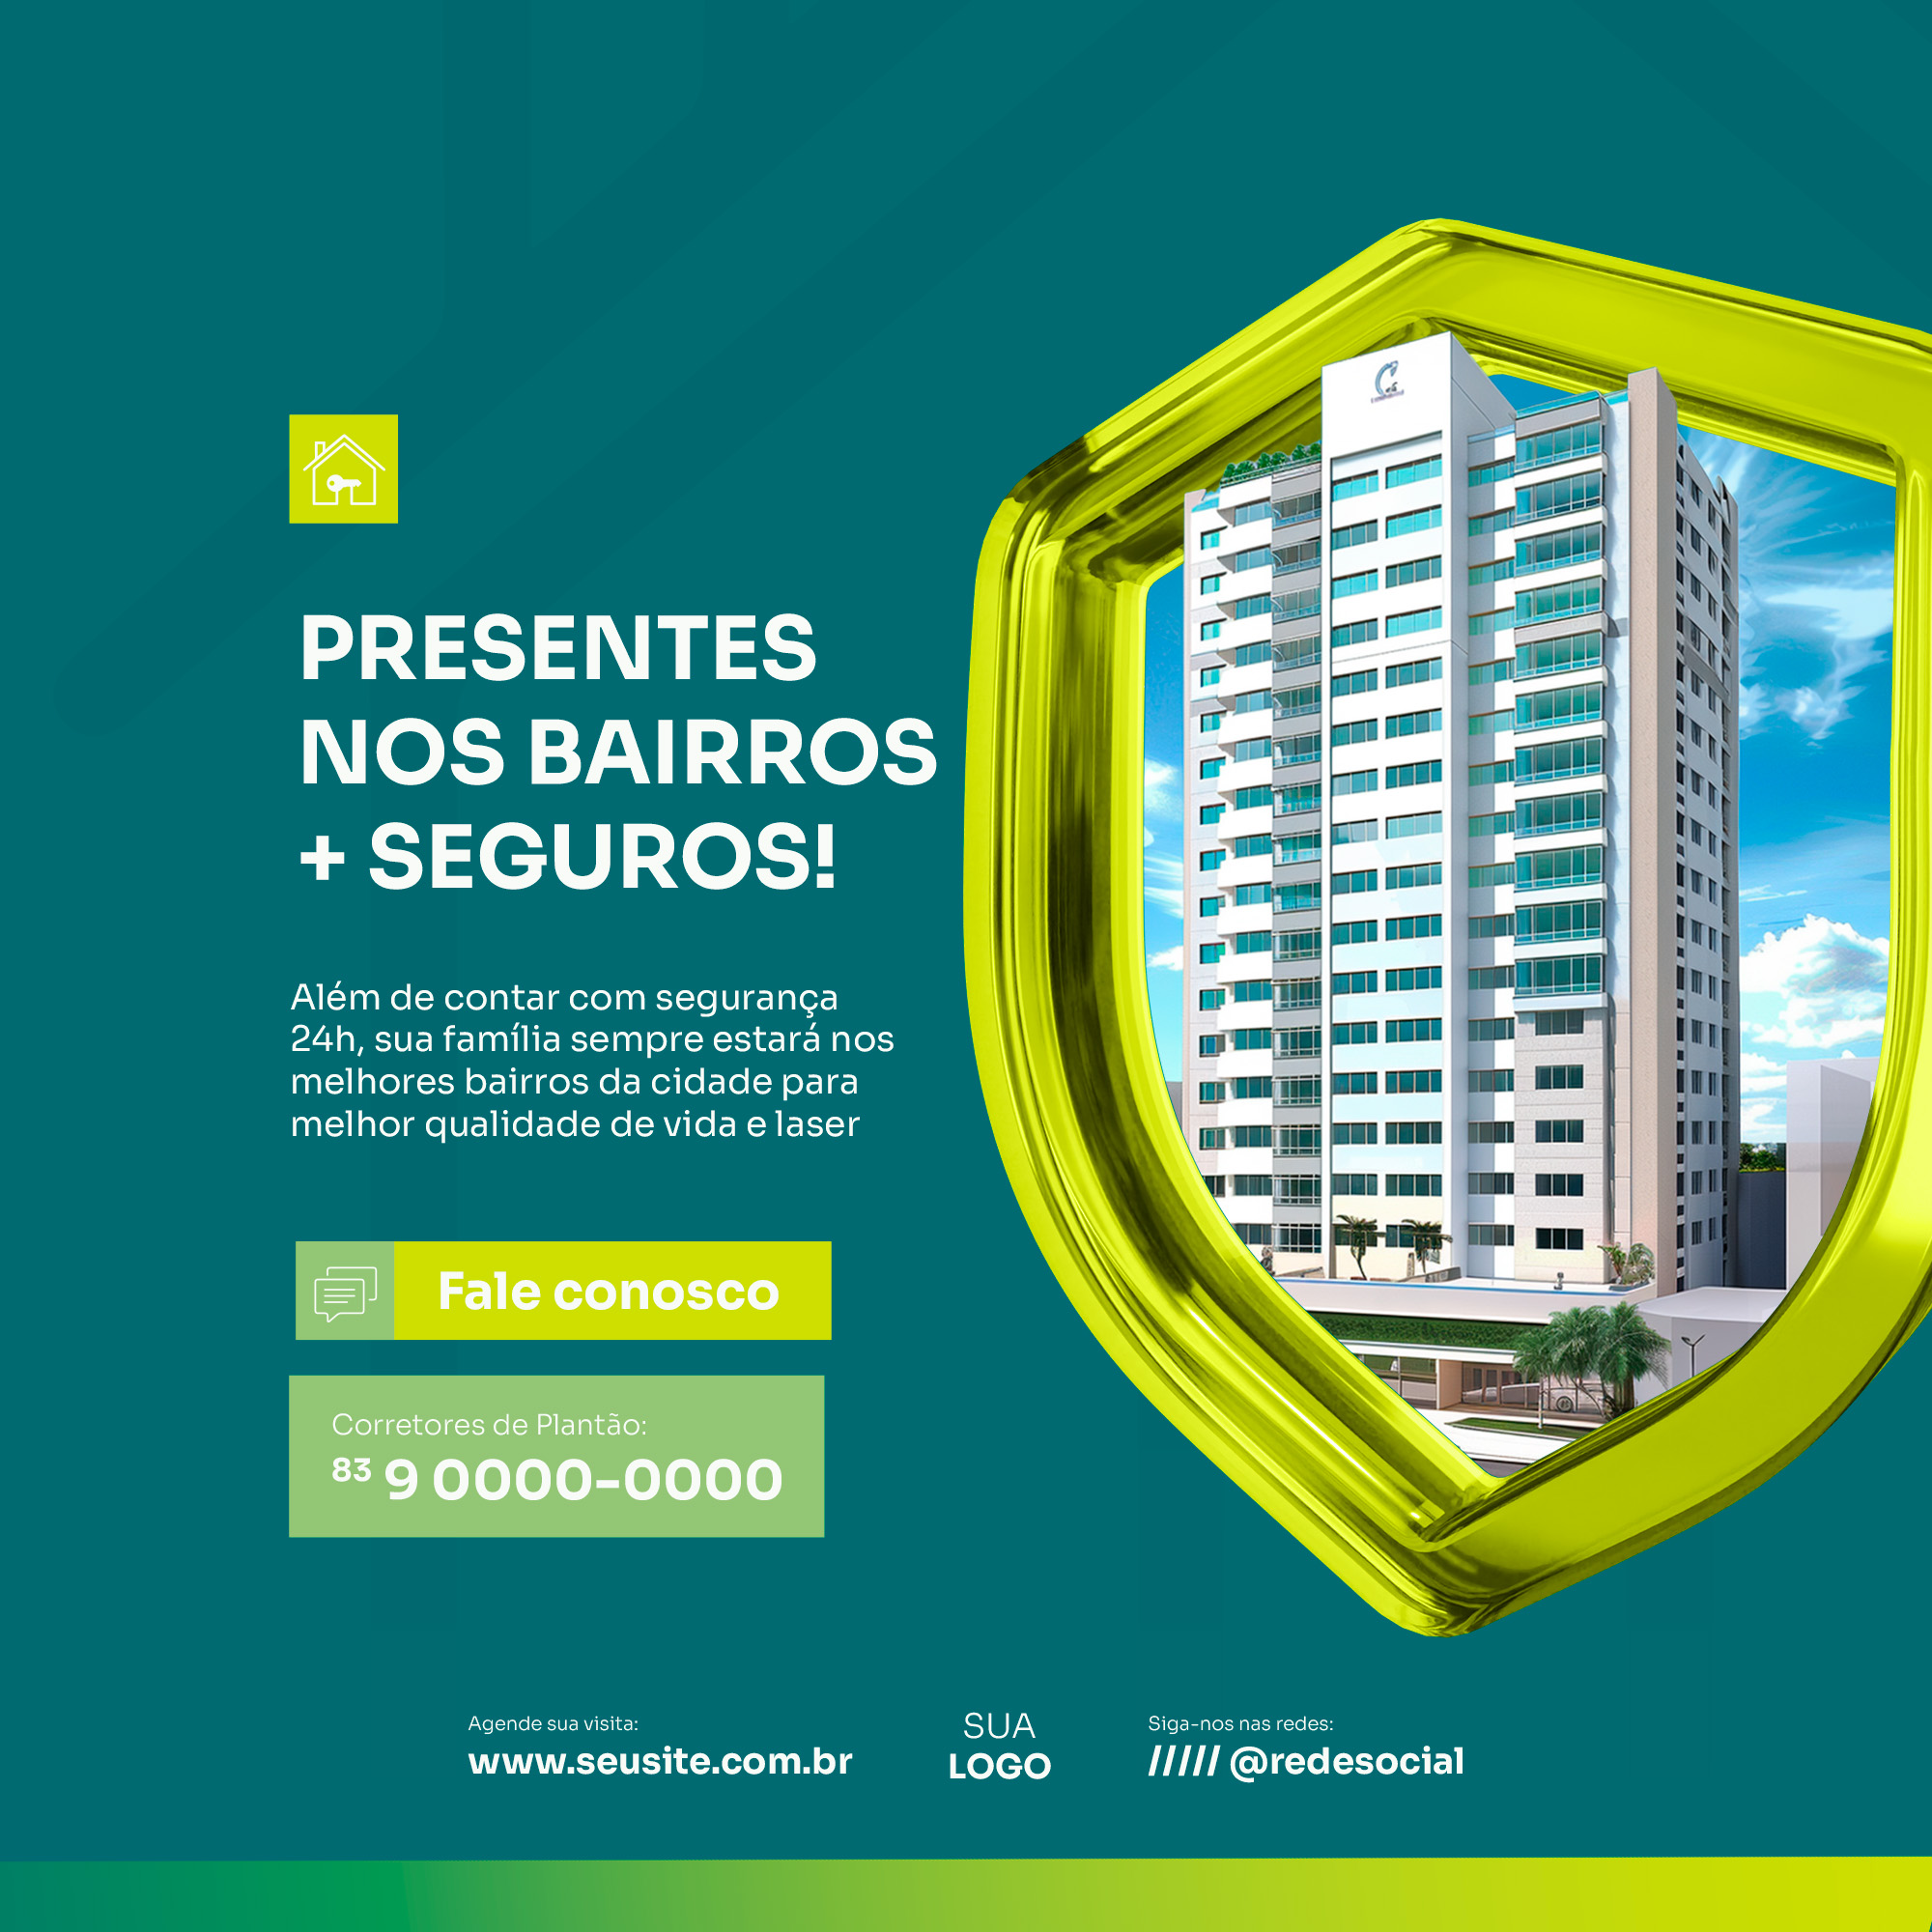 PRESENTES
NOS BAIRROS
+ SEGUROS!
Além de contar com segurança
24h, sua família sempre estará nos
melhores bairros da cidade para
melhor qualidade de vida e laser
Fale conosco
Corretores de Plantão:
83 9 0000-0000
Agende sua visita:
www.seusite.com.br
SUA
LOGO
Siga-nos nas redes:
///// @redesocial